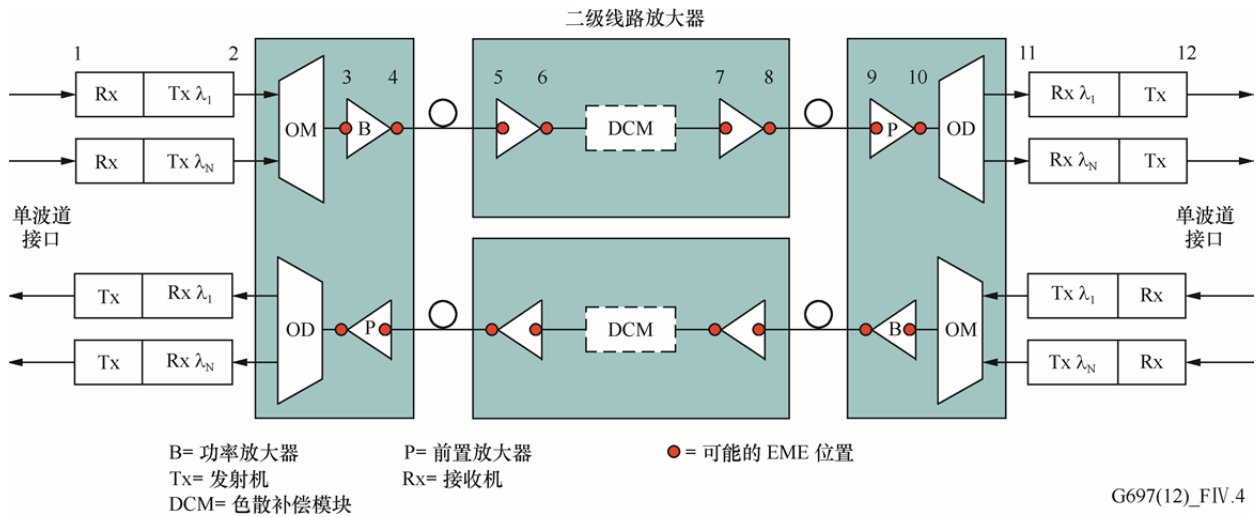 二级线路放大器
1 2 3 4 5 6 7 8 9 10 11 12
Rx Tx λ1 OM B DCM P OD Rx λ1 Tx
Rx Tx λN Rx λN Tx
单波道
接口
单波道
接口
Tx Rx λ1 OD P DCM B OM Tx λ1 Rx
Tx Rx λN Tx λN Rx
B= 功率放大器 P= 前置放大器 = 可能的 EME 位置
Tx= 发射机 Rx= 接收机
DCM= 色散补偿模块
G697(12)_FIV.4